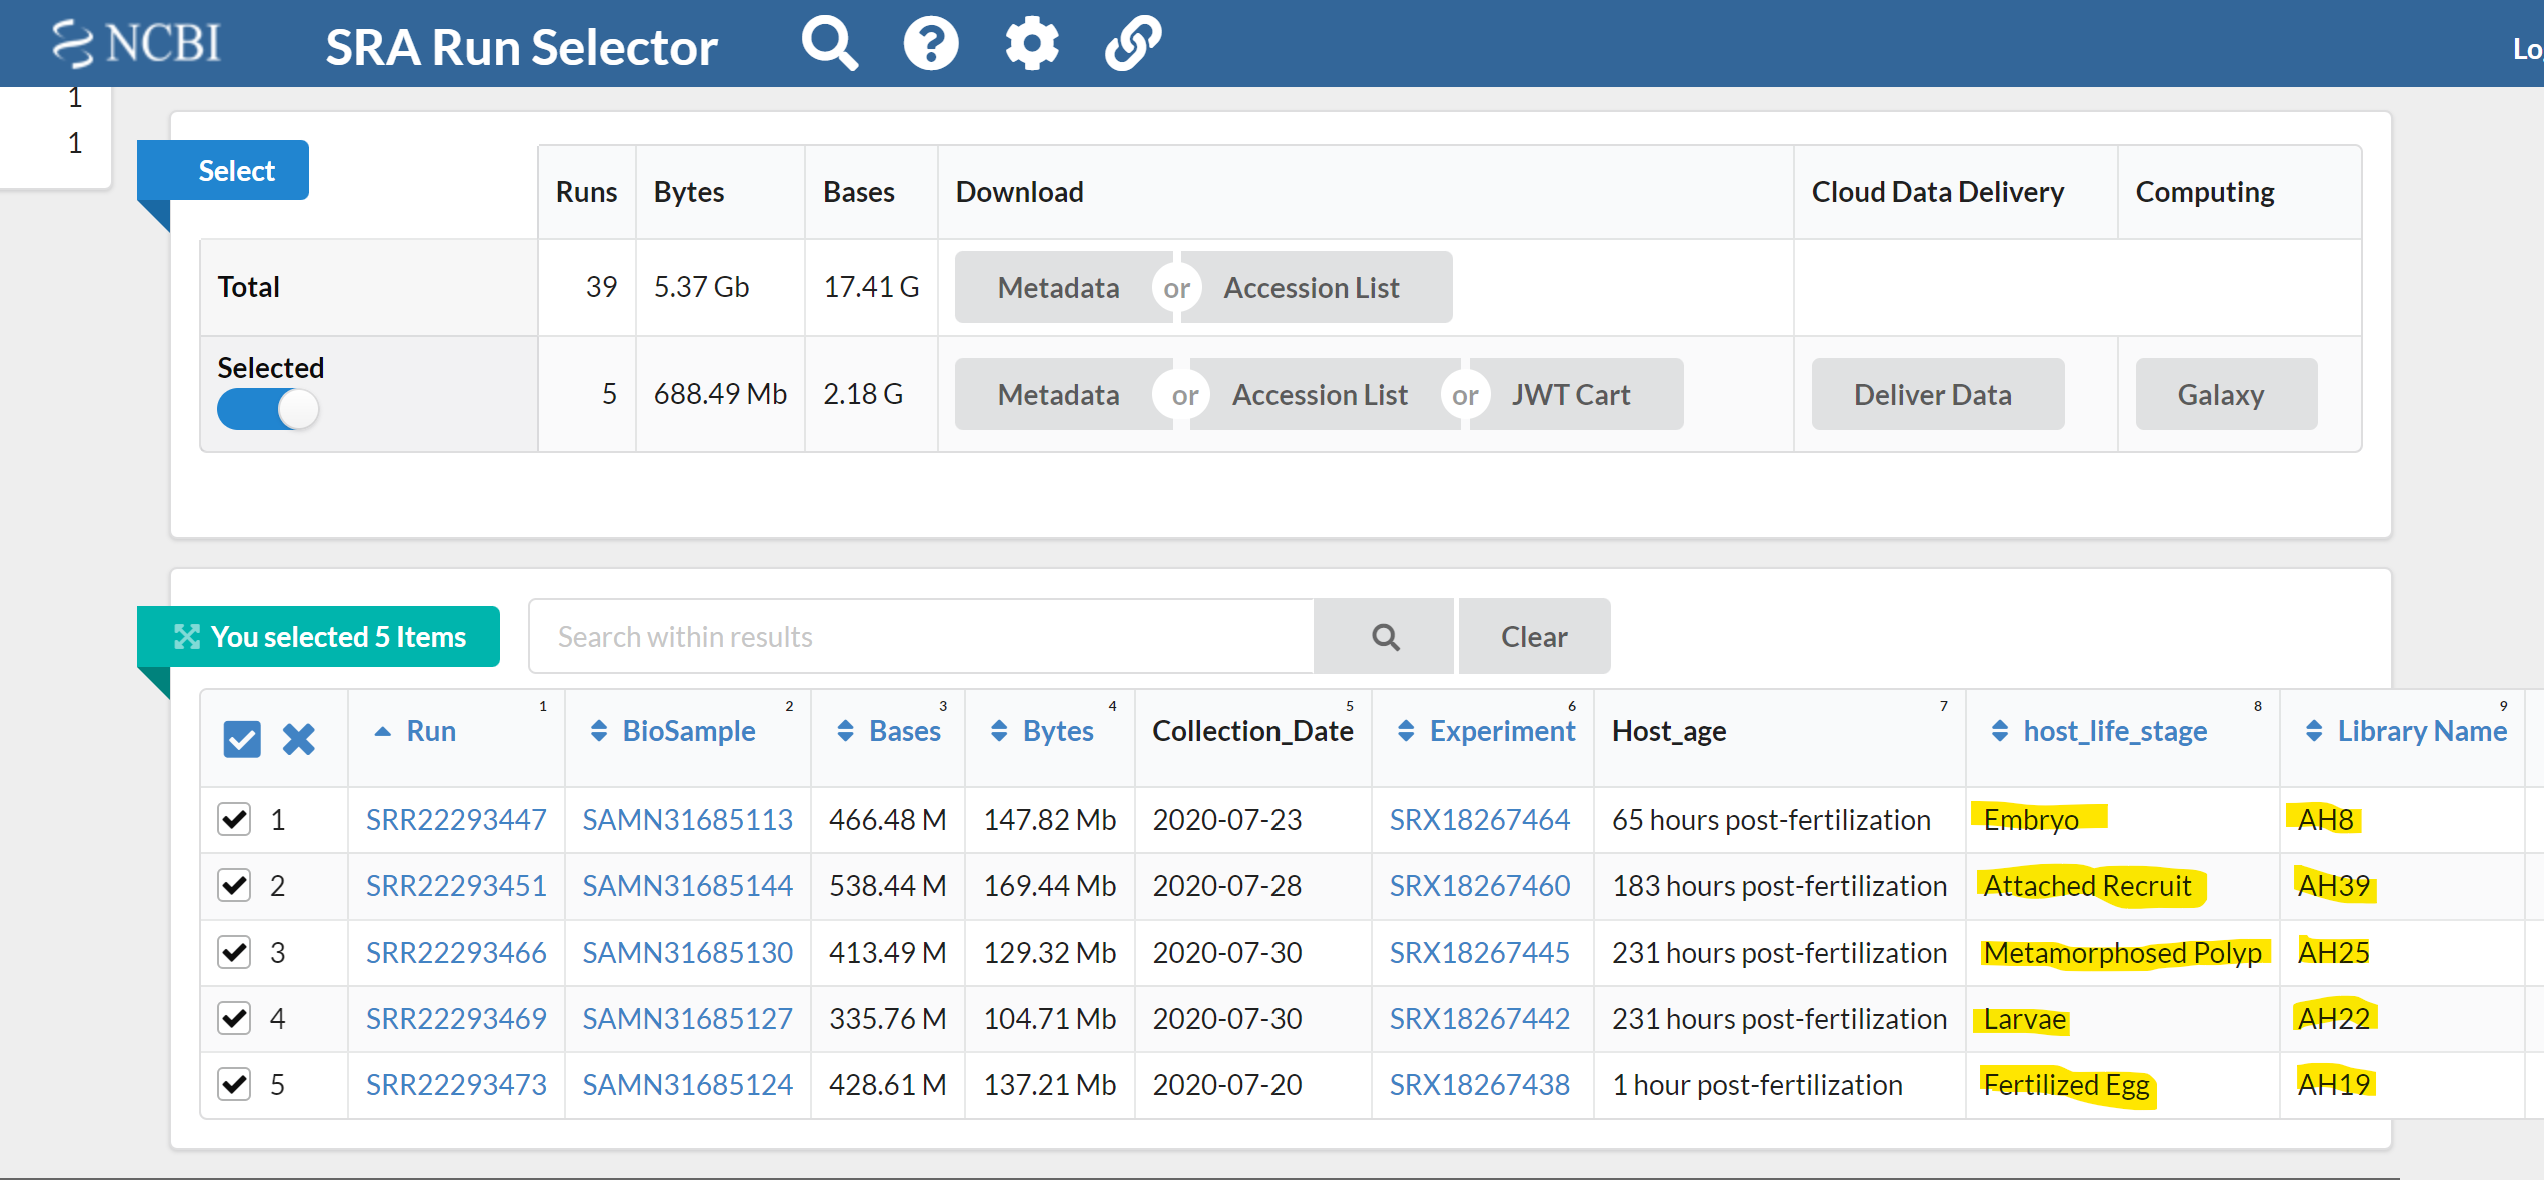 NCBI SRA Run Selector Lo
1
1
Select
Runs Bytes Bases Download Cloud Data Delivery Computing
Total 39 5.37 Gb 17.41 G Metadata or Accession List
Selected 5 688.49 Mb 2.18 G Metadata or Accession List or JWT Cart Deliver Data Galaxy
You selected 5 Items Search within results Clear
1 2 3 4 5 6 7 8 9
Run BioSample Bases Bytes Collection_Date Experiment Host_age host_life_stage Library Name
1 SRR22293447 SAMN31685113 466.48 M 147.82 Mb 2020-07-23 SRX18267464 65 hours post-fertilization Embryo AH8
2 SRR22293451 SAMN31685144 538.44 M 169.44 Mb 2020-07-28 SRX18267460 183 hours post-fertilization Attached Recruit AH39
3 SRR22293466 SAMN31685130 413.49 M 129.32 Mb 2020-07-30 SRX18267445 231 hours post-fertilization Metamorphosed Polyp AH25
4 SRR22293469 SAMN31685127 335.76 M 104.71 Mb 2020-07-30 SRX18267442 231 hours post-fertilization Larvae AH22
5 SRR22293473 SAMN31685124 428.61 M 137.21 Mb 2020-07-20 SRX18267438 1 hour post-fertilization Fertilized Egg AH19